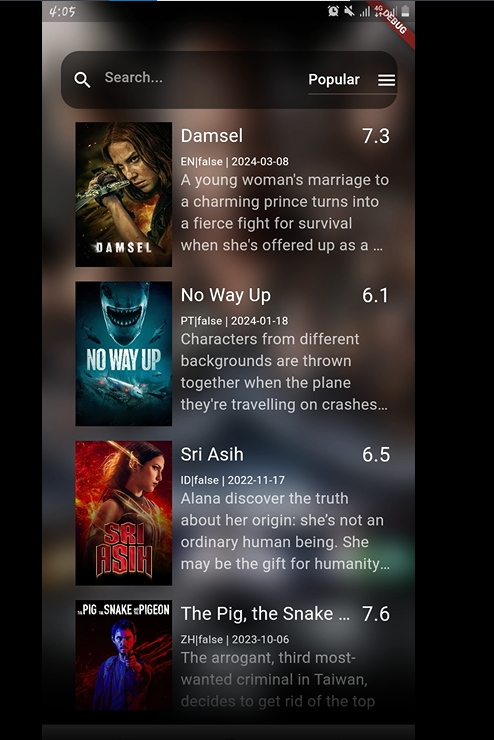 4:05
4G
DEBUG
Search...
Popular
Damsel
7.3
EN|false | 2024-03-08
A young woman's marriage to
a charming prince turns into
a fierce fight for survival
when she's offered up as a ...
DAMSEL
No Way Up
6.1
PT|false | 2024-01-18
Characters from different
backgrounds are thrown
together when the plane
they're travelling on crashes...
NO WAY UP
Sri Asih
6.5
ID|false | 2022-11-17
Alana discover the truth
about her origin: she’s not an
ordinary human being. She
may be the gift for humanity...
SRI
ASIH
The Pig, the Snake ...
7.6
ZH|false | 2023-10-06
The arrogant, third most-
wanted criminal in Taiwan,
decides to get rid of the top
THE PIG THE SNAKE AND THE PIGEON